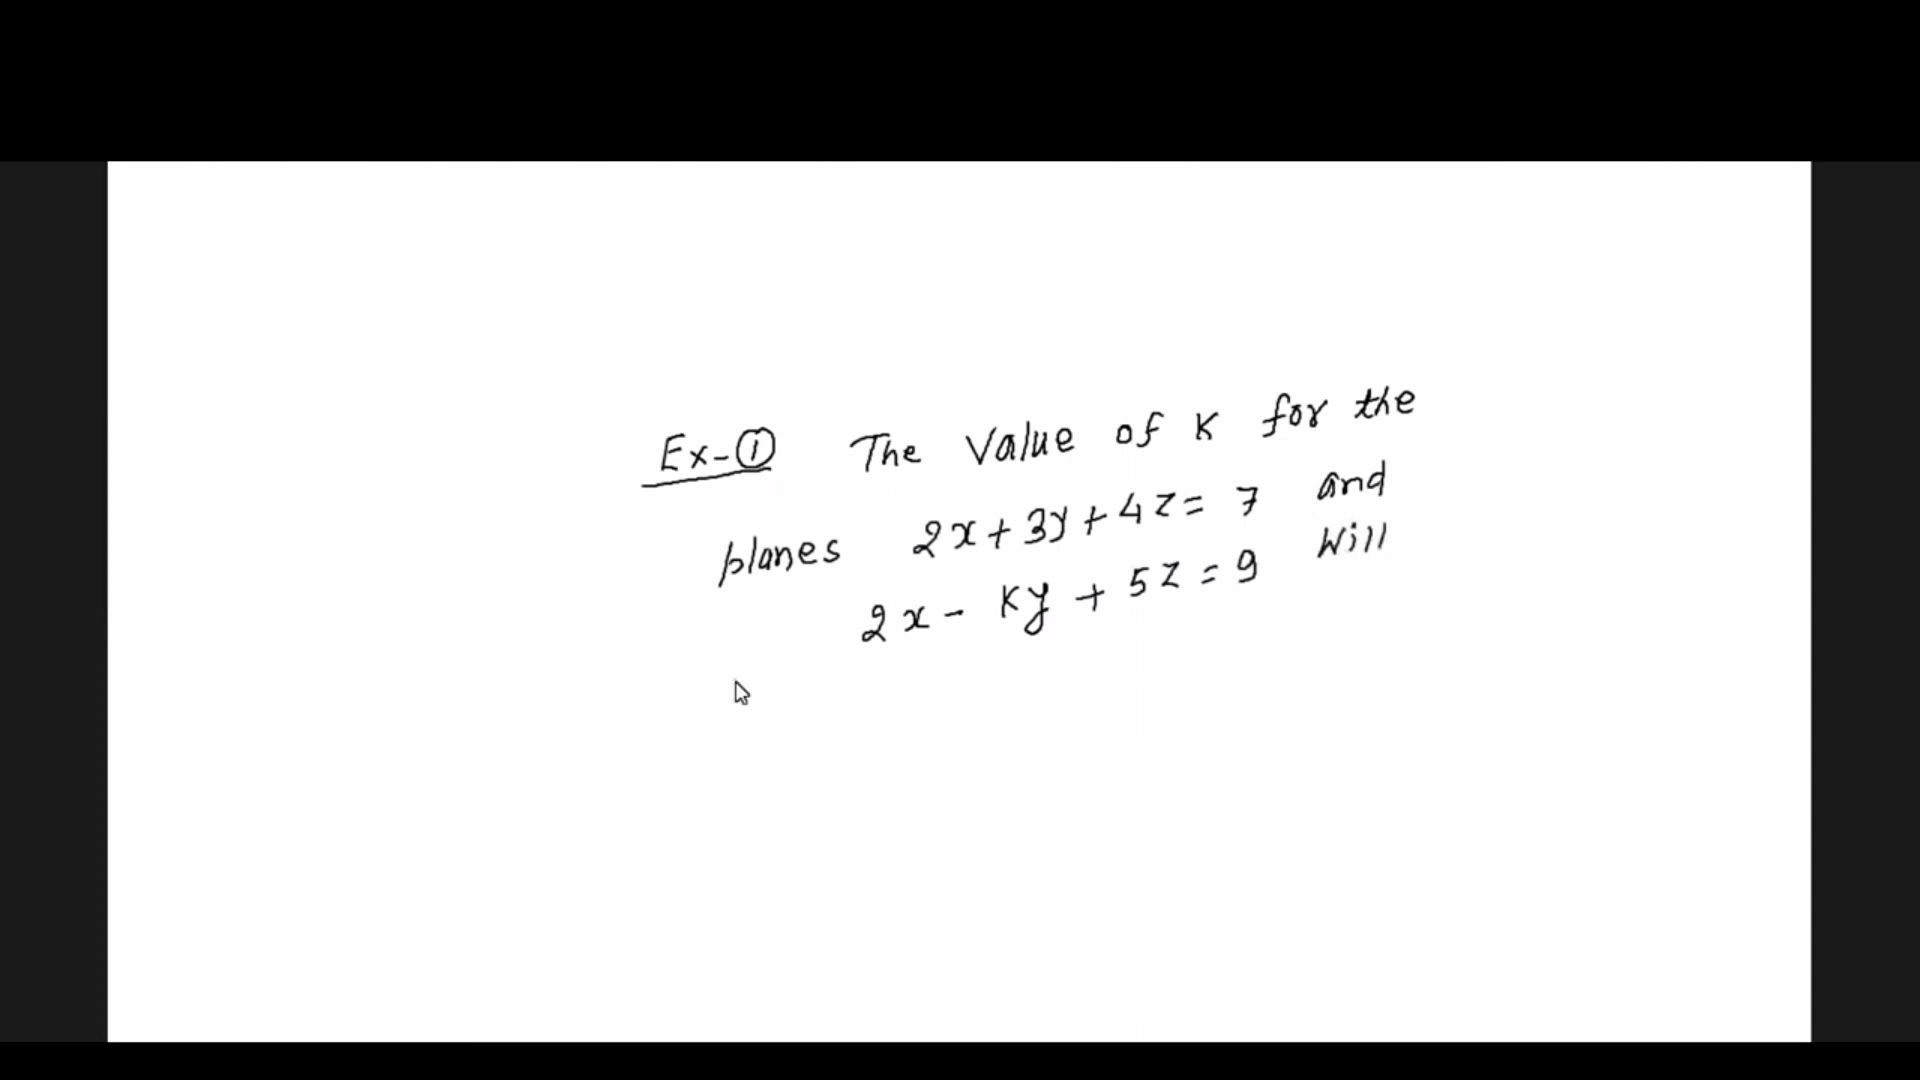 Ex-① The Value of K for the
planes 2x + 3y + 4z = 7 and
2x - Ky + 5z = 9 Will